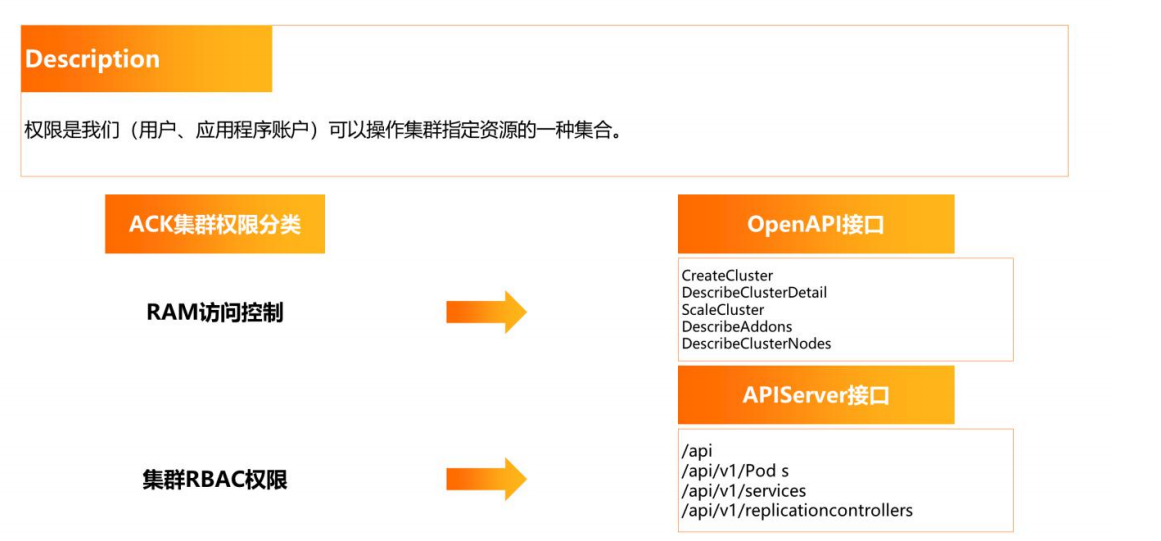 Description
权限是我们（用户、应用程序账户）可以操作集群指定资源的一种集合。
ACK集群权限分类
OpenAPI接口
RAM访问控制
CreateCluster
DescribeClusterDetail
ScaleCluster
DescribeAddons
DescribeClusterNodes
APIServer接口
集群RBAC权限
/api
/api/v1/Pod s
/api/v1/services
/api/v1/replicationcontrollers